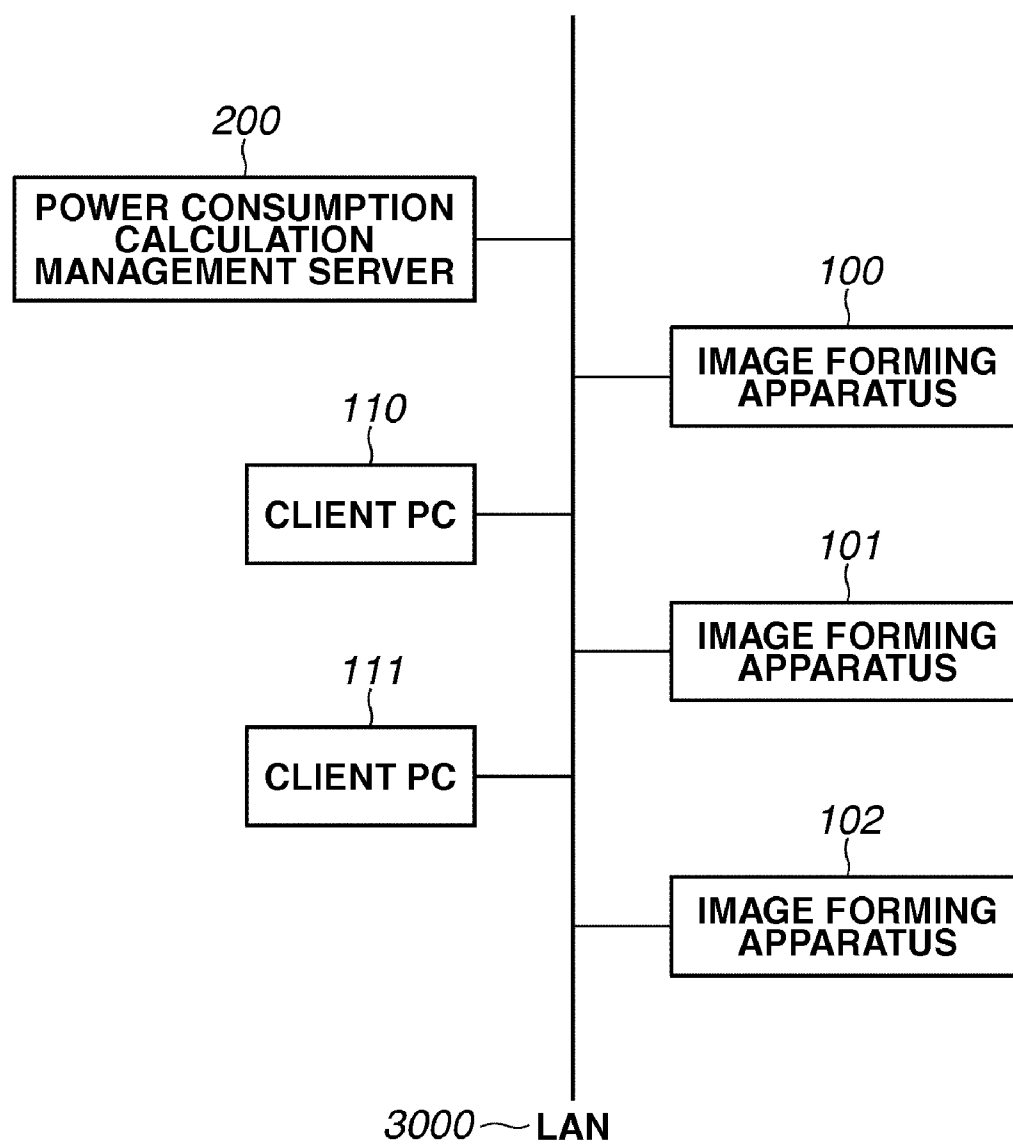 200
POWER CONSUMPTION
CALCULATION
MANAGEMENT SERVER
100
IMAGE FORMING
APPARATUS
110
CLIENT PC
101
IMAGE FORMING
APPARATUS
111
CLIENT PC
102
IMAGE FORMING
APPARATUS
3000 LAN